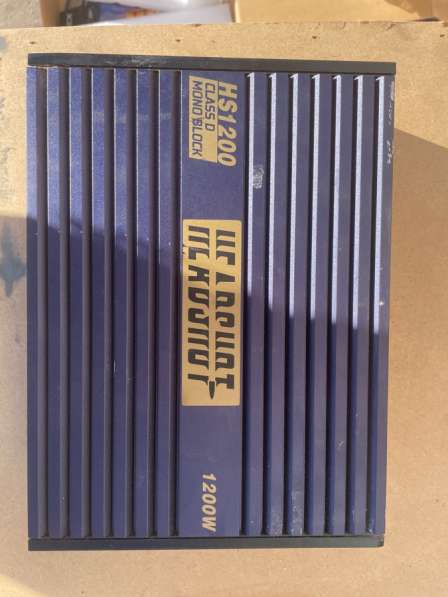 HS1200
CLASS D
MONO BLOCK
HEADSHOT
1200W